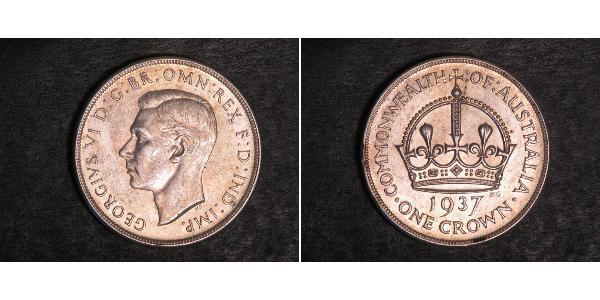 GEORGIVS VI D:G:BR:OMN:REX F:D:IND:IMP.
COMMONWEALTH OF AUSTRALIA
1937
ONE CROWN